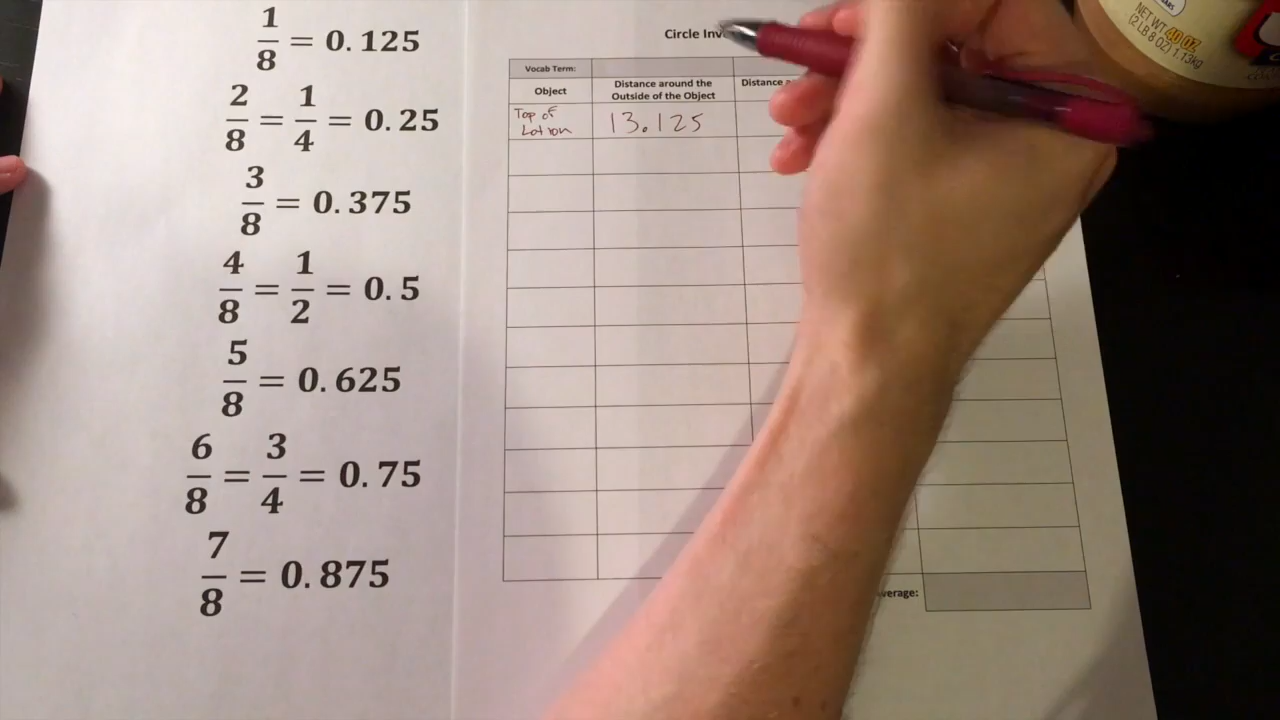 1/8 = 0.125
2/8 = 1/4 = 0.25
3/8 = 0.375
4/8 = 1/2 = 0.5
5/8 = 0.625
6/8 = 3/4 = 0.75
7/8 = 0.875
Circle Inv
Vocab Term:
Object
Distance around the
Outside of the Object
Distance a
Top of
Lotion
13.125
verage:
NET WT 40 OZ
(2 LB 8 OZ) 1.13kg